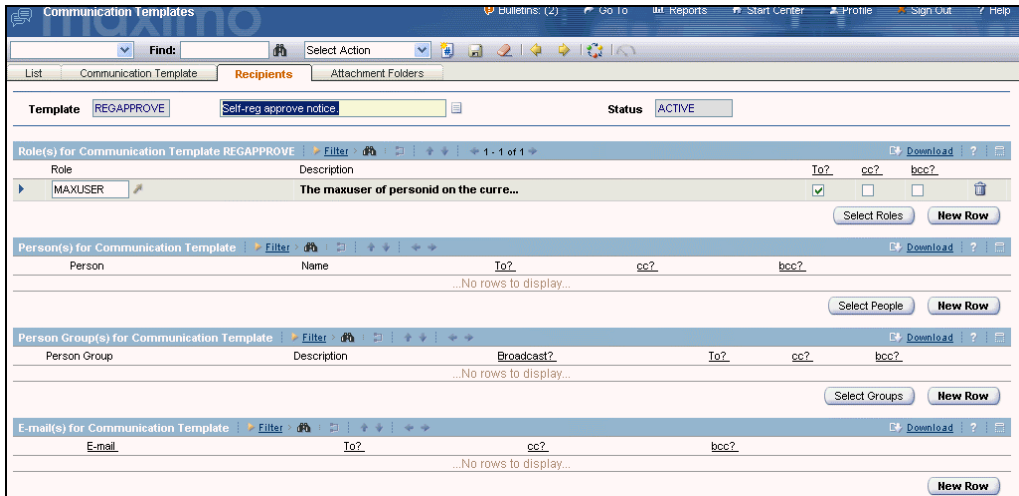 Communication Templates Bulletins: (2) Go To Reports Start Center Profile Sign Out ? Help
maximo
Find: Select Action
List Communication Template Recipients Attachment Folders
Template REGAPPROVE Self-reg approve notice. Status ACTIVE
Role(s) for Communication Template REGAPPROVE Filter 1 - 1 of 1 Download ?
Role Description To? cc? bcc?
MAXUSER The maxuser of personid on the curre...
Select Roles New Row
Person(s) for Communication Template Filter Download ?
Person Name To? cc? bcc?
...No rows to display...
Select People New Row
Person Group(s) for Communication Template Filter Download ?
Person Group Description Broadcast? To? cc? bcc?
...No rows to display...
Select Groups New Row
E-mail(s) for Communication Template Filter Download ?
E-mail To? cc? bcc?
...No rows to display...
New Row